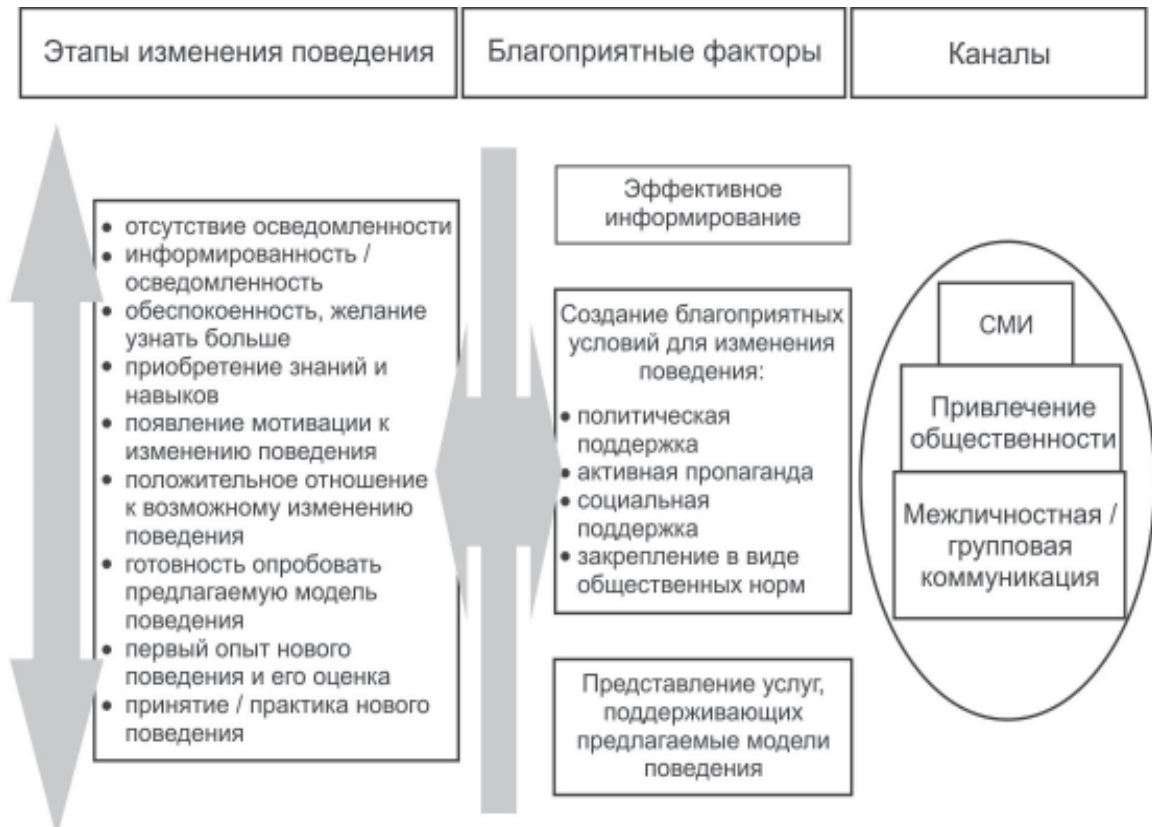 Этапы изменения поведения
Благоприятные факторы
Каналы
• отсутствие осведомленности
• информированность /
осведомленность
• обеспокоенность, желание
узнать больше
• приобретение знаний и
навыков
• появление мотивации к
изменению поведения
• положительное отношение
к возможному изменению
поведения
• готовность опробовать
предлагаемую модель
поведения
• первый опыт нового
поведения и его оценка
• принятие / практика нового
поведения
Эффективное
информирование
Создание благоприятных
условий для изменения
поведения:
• политическая
поддержка
• активная пропаганда
• социальная
поддержка
• закрепление в виде
общественных норм
Представление услуг,
поддерживающих
предлагаемые модели
поведения
СМИ
Привлечение
общественности
Межличностная /
групповая
коммуникация